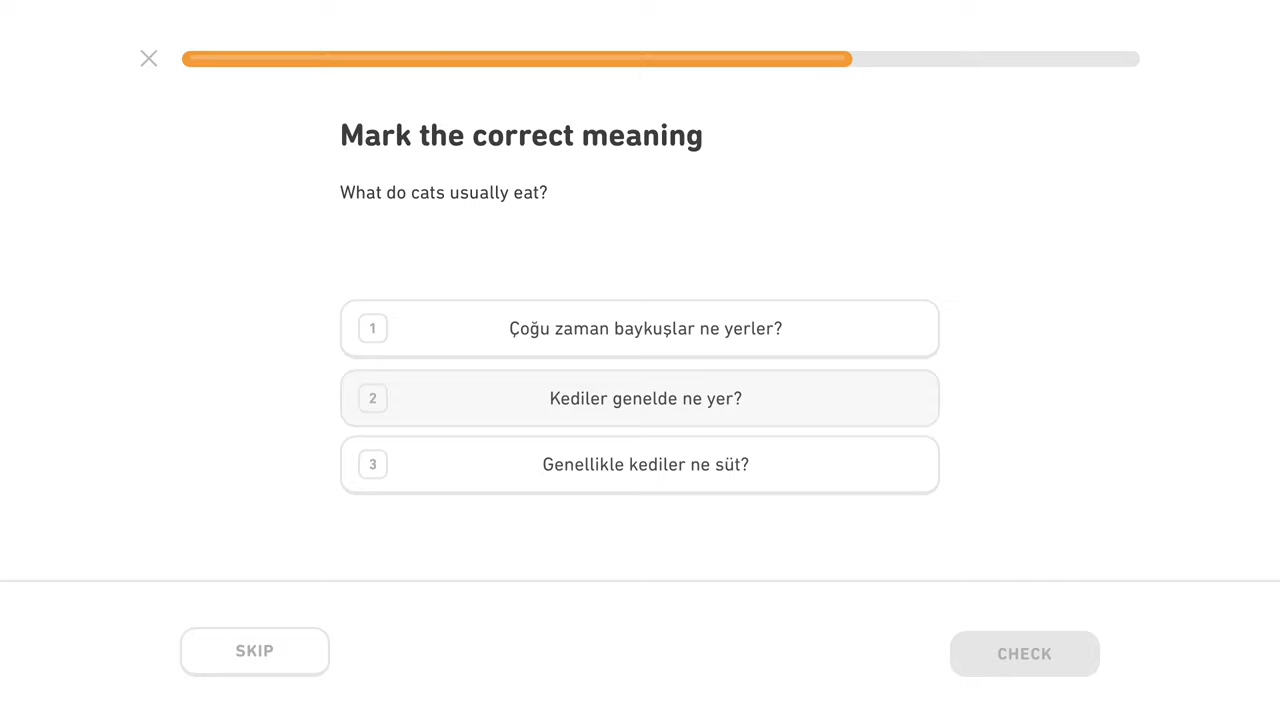 Mark the correct meaning
What do cats usually eat?
1 Çoğu zaman baykuşlar ne yerler?
2 Kediler genelde ne yer?
3 Genellikle kediler ne süt?
SKIP
CHECK